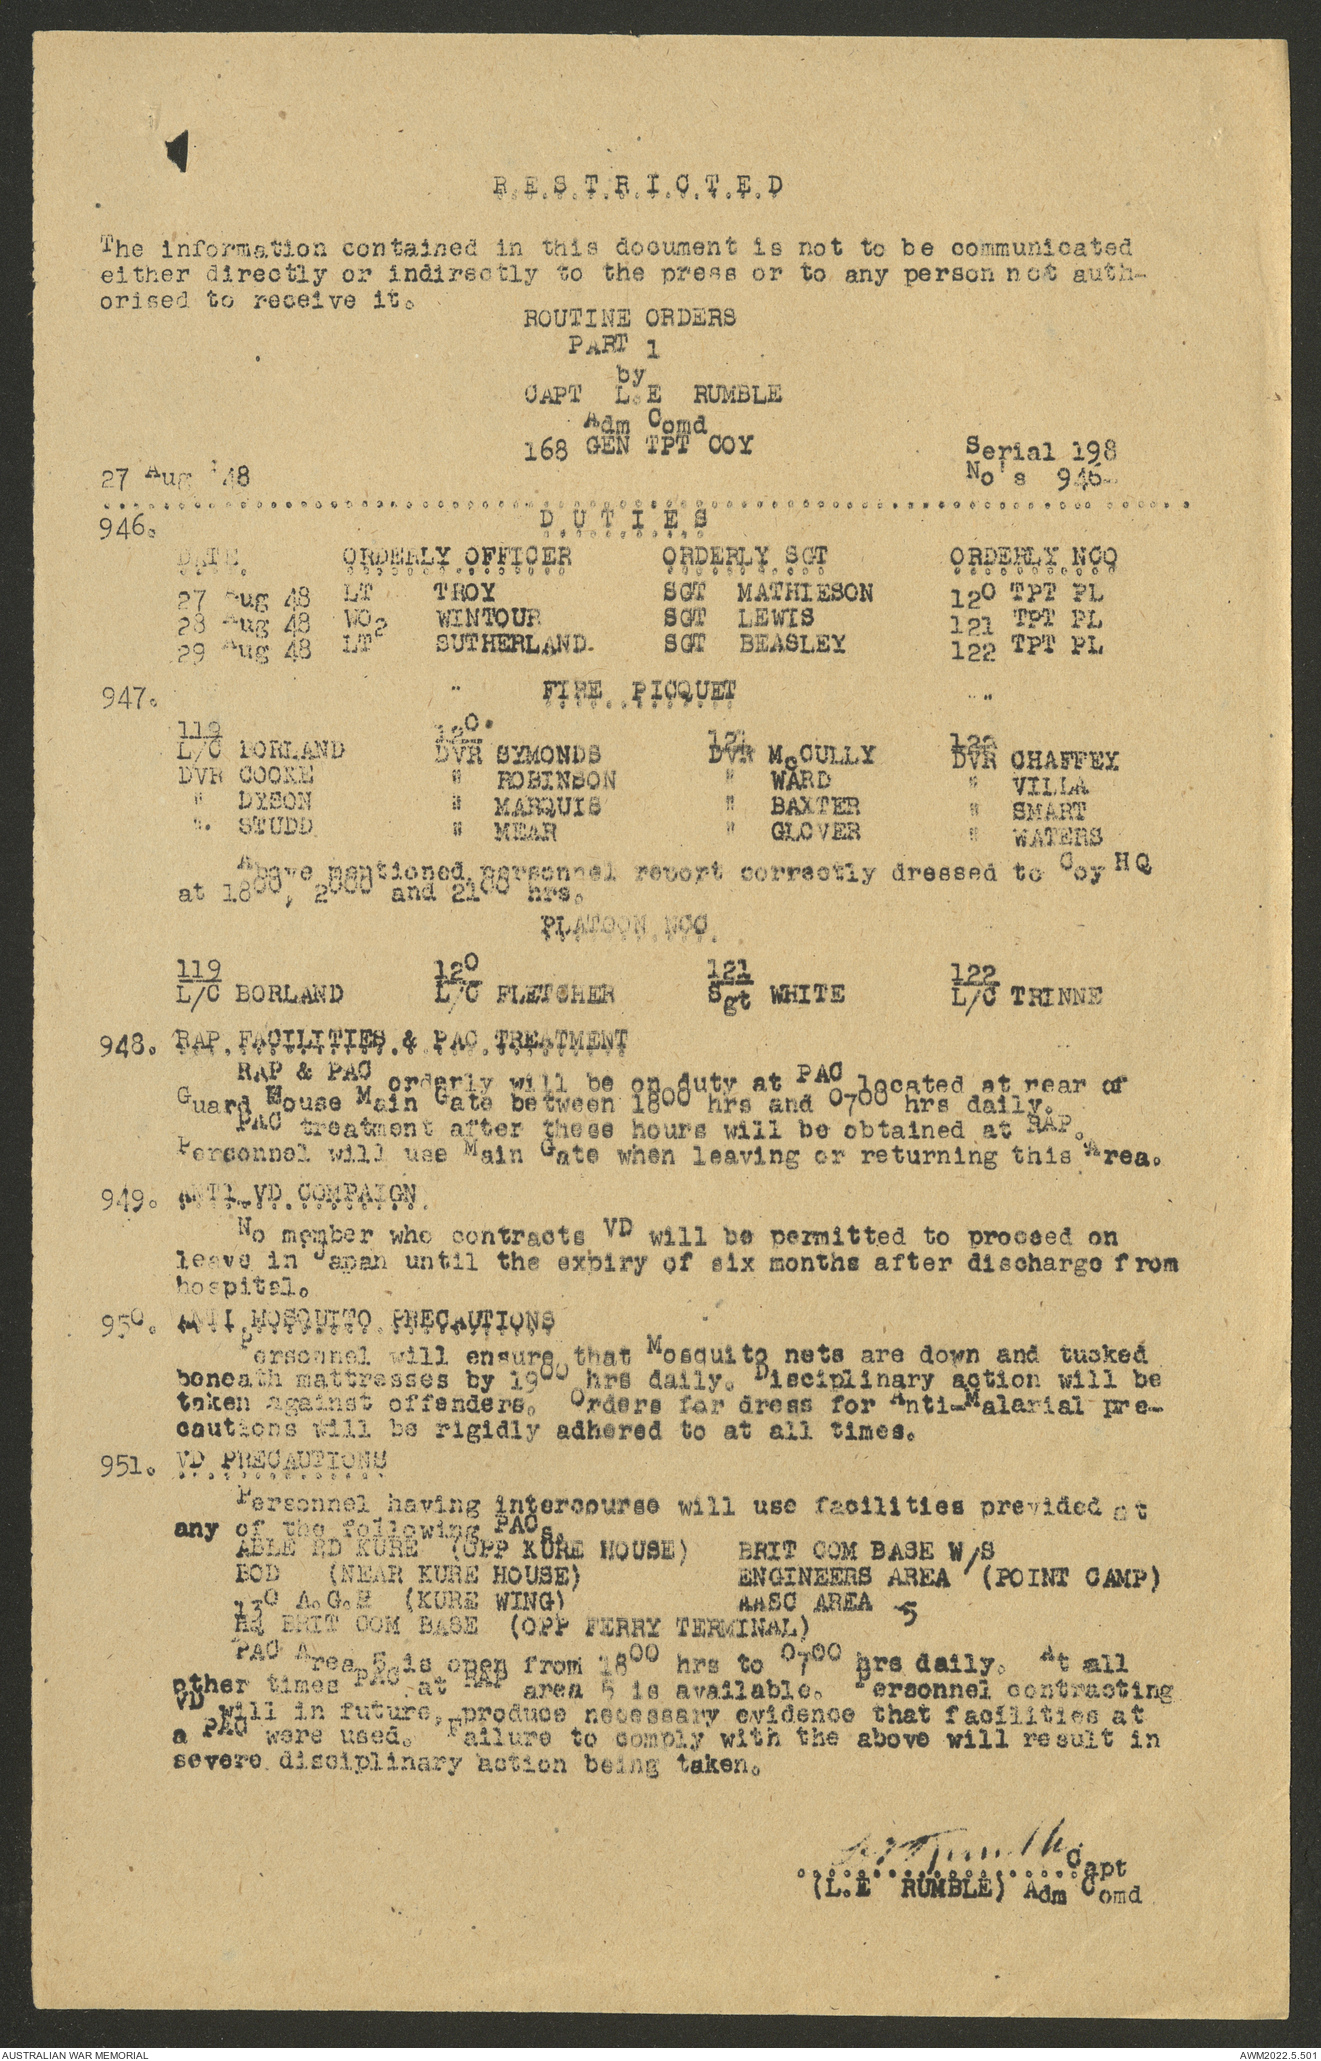 R.E.S.T.R.I.C.T.E.D
The information contained in this document is not to be communicated
either directly or indirectly to the press or to any person not auth-
orised to receive it.
ROUTINE ORDERS
PART 1
by
CAPT L.E RUMBLE
Adm Comd
168 GEN TPT COY
Serial 198
27 Aug '48
No's 946-
946. D U T I E S
DATE ORDERLY OFFICER ORDERLY SGT ORDERLY NCO
27 Aug 48 LT TROY SGT MATHIESON 120 TPT PL
28 Aug 48 WO2 WINTOUR SGT LEWIS 121 TPT PL
29 Aug 48 LT SUTHERLAND. SGT BEASLEY 122 TPT PL
947. " FIRE PICQUET "
119 120. 121 122
L/C BORLAND DVR SYMONDS DVR McCULLY DVR CHAFFEY
DVR COOKE " ROBINSON " WARD " VILLA
" DYSON " MARQUIS " BAXTER " SMART
". STUDD " MEAR " GLOVER " WATERS
Above mentioned personnel report correctly dressed to Coy HQ
at 1800, 2000 and 2100 hrs.
PLATOON NCO.
119 120 121 122
L/C BORLAND L/C FLETCHER Sgt WHITE L/C TRINNE
948. RAP FACILITIES & PAC TREATMENT
RAP & PAC orderly will be on duty at PAC located at rear of
Guard House Main Gate between 1800 hrs and 0700 hrs daily.
PAC treatment after these hours will be obtained at RAP.
Personnel will use Main Gate when leaving or returning this Area.
949. ANTI-VD COMPAIGN.
No member who contracts VD will be permitted to proceed on
leave in Japan until the expiry of six months after discharge from
hospital.
950. ANTI MOSQUITO PRECAUTIONS
Personnel will ensure that Mosquito nets are down and tucked
beneath mattresses by 1900 hrs daily. Disciplinary action will be
taken against offenders. Orders for dress for Anti-Malarial pre-
cautions will be rigidly adhered to at all times.
951. VD PRECAUTIONS
Personnel having intercourse will use facilities previded at
any of the following PACs.
ABLE RD KURE (OPP KURE HOUSE) BRIT COM BASE W/S
BOD (NEAR KURE HOUSE) ENGINEERS AREA (POINT CAMP)
130 A.G.H (KURE WING) AASC AREA 5
HQ BRIT COM BASE (OPP FERRY TERMINAL)
PAC Area 5 is open from 1800 hrs to 0700 hrs daily. At all
other times PAC at RAP area 5 is available. Personnel contracting
VD will in future, produce necessary evidence that facilities at
a PAC were used. Failure to comply with the above will result in
severe disciplinary action being taken.
Capt
(L.E RUMBLE) Adm Comd
AUSTRALIAN WAR MEMORIAL AWM2022.5.501